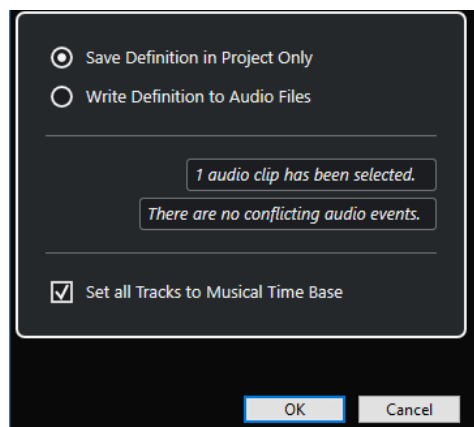 Save Definition in Project Only
Write Definition to Audio Files
1 audio clip has been selected.
There are no conflicting audio events.
Set all Tracks to Musical Time Base
OK
Cancel